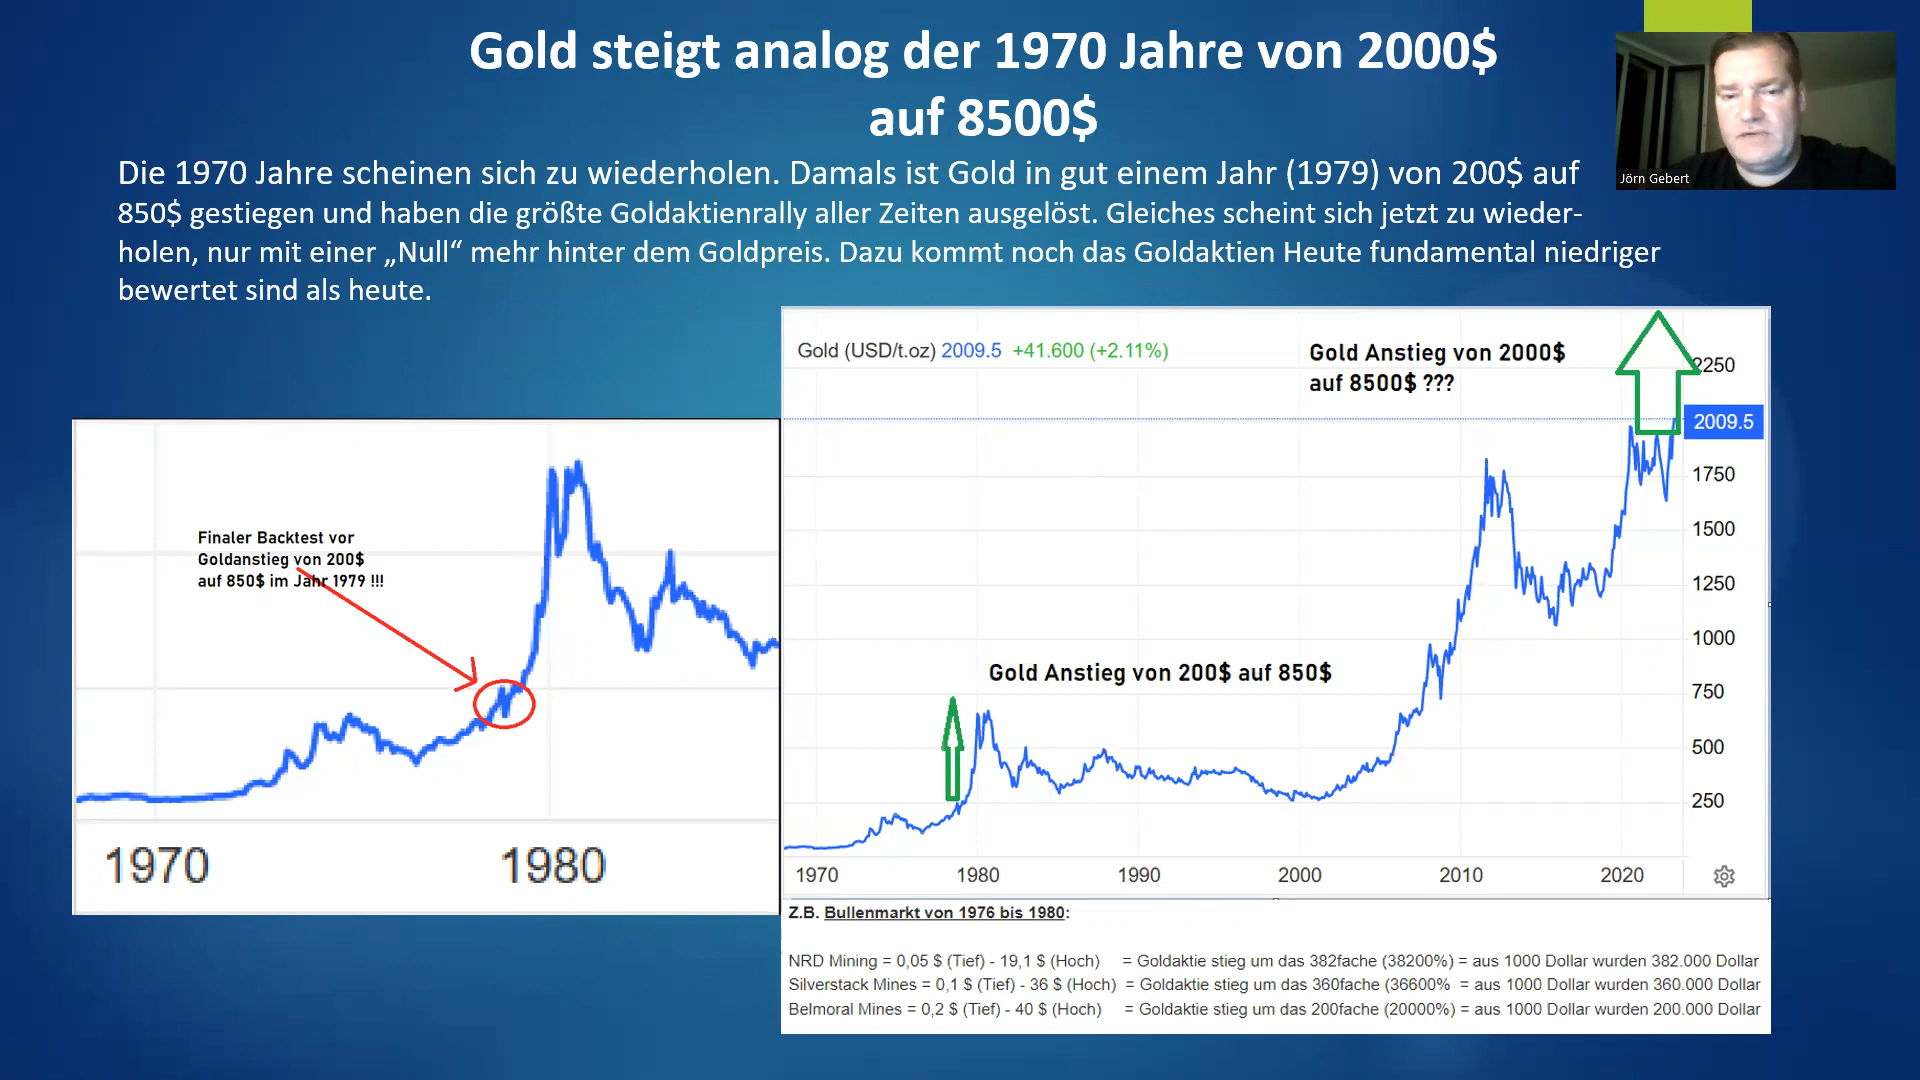 Gold steigt analog der 1970 Jahre von 2000$
auf 8500$
Jörn Gebert
Die 1970 Jahre scheinen sich zu wiederholen. Damals ist Gold in gut einem Jahr (1979) von 200$ auf
850$ gestiegen und haben die größte Goldaktienrally aller Zeiten ausgelöst. Gleiches scheint sich jetzt zu wieder-
holen, nur mit einer „Null“ mehr hinter dem Goldpreis. Dazu kommt noch das Goldaktien Heute fundamental niedriger
bewertet sind als heute.
Finaler Backtest vor
Goldanstieg von 200$
auf 850$ im Jahr 1979 !!!
1970
1980
Gold (USD/t.oz) 2009.5 +41.600 (+2.11%)
Gold Anstieg von 2000$
auf 8500$ ???
2250
2009.5
1750
1500
1250
1000
750
500
250
Gold Anstieg von 200$ auf 850$
1970 1980 1990 2000 2010 2020
Z.B. Bullenmarkt von 1976 bis 1980:
NRD Mining = 0,05 $ (Tief) - 19,1 $ (Hoch) = Goldaktie stieg um das 382fache (38200%) = aus 1000 Dollar wurden 382.000 Dollar
Silverstack Mines = 0,1 $ (Tief) - 36 $ (Hoch) = Goldaktie stieg um das 360fache (36600% = aus 1000 Dollar wurden 360.000 Dollar
Belmoral Mines = 0,2 $ (Tief) - 40 $ (Hoch) = Goldaktie stieg um das 200fache (20000%) = aus 1000 Dollar wurden 200.000 Dollar